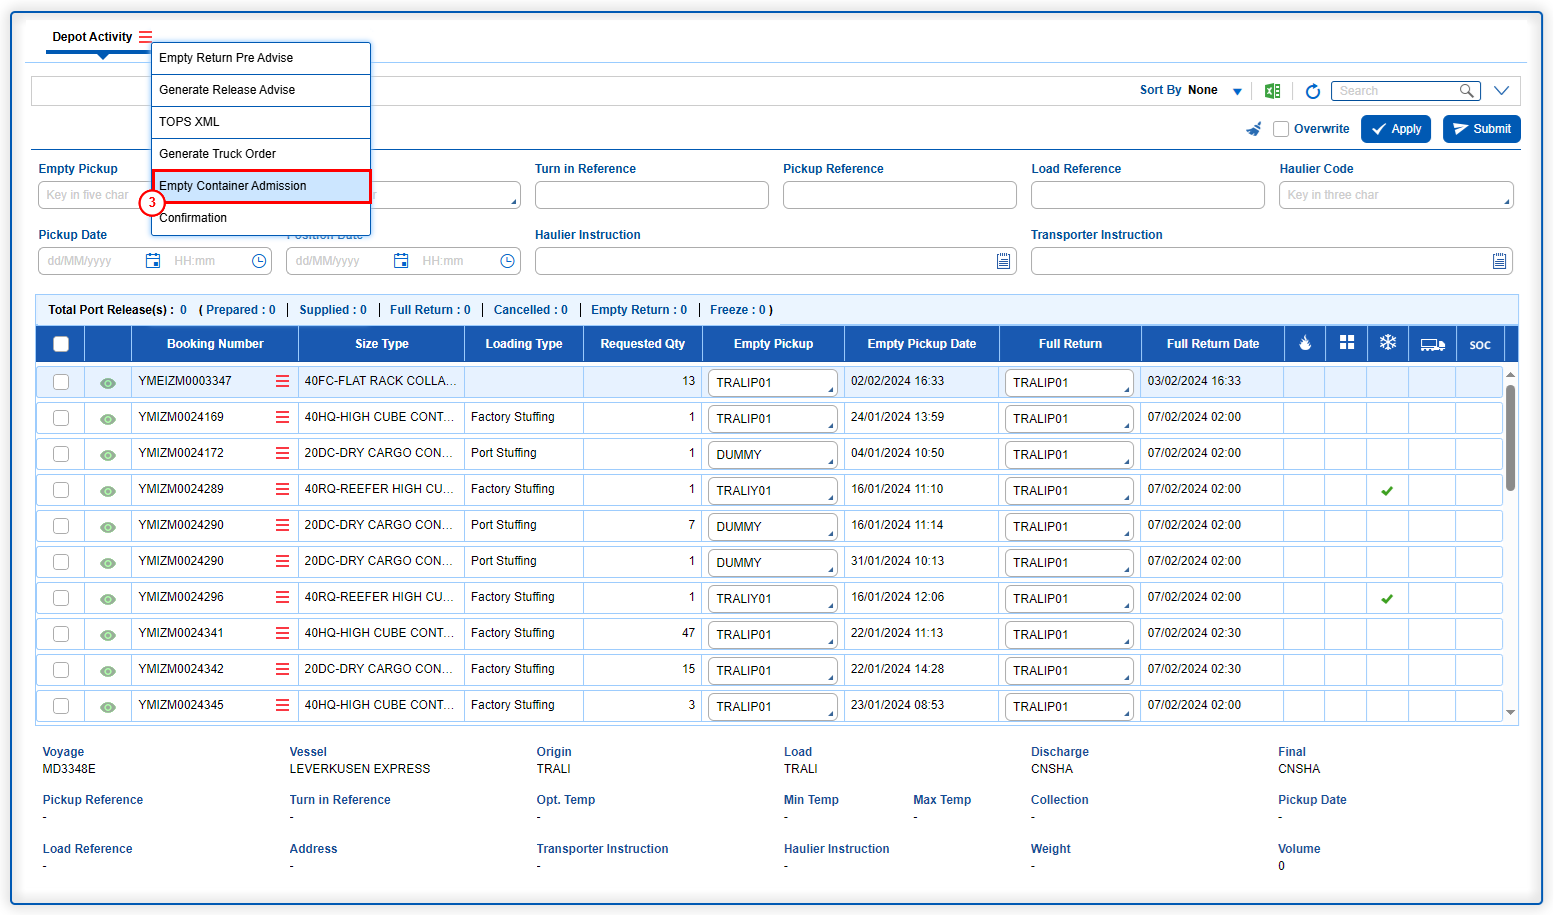 Depot Activity
Empty Return Pre Advise
Generate Release Advise
TOPS XML
Generate Truck Order
Empty Container Admission
3
Confirmation
Sort By None
Search
Overwrite Apply Submit
Empty Pickup Turn in Reference Pickup Reference Load Reference Haulier Code
Key in five char Key in three char
Pickup Date Position Date Haulier Instruction Transporter Instruction
dd/MM/yyyy HH:mm dd/MM/yyyy HH:mm
Total Port Release(s) : 0 ( Prepared : 0 | Supplied : 0 | Full Return : 0 | Cancelled : 0 | Empty Return : 0 | Freeze : 0 )
Booking Number Size Type Loading Type Requested Qty Empty Pickup Empty Pickup Date Full Return Full Return Date SOC
YMEIZM0003347 40FC-FLAT RACK COLLA... 13 TRALIP01 02/02/2024 16:33 TRALIP01 03/02/2024 16:33
YMIZM0024169 40HQ-HIGH CUBE CONT... Factory Stuffing 1 TRALIP01 24/01/2024 13:59 TRALIP01 07/02/2024 02:00
YMIZM0024172 20DC-DRY CARGO CON... Port Stuffing 1 DUMMY 04/01/2024 10:50 TRALIP01 07/02/2024 02:00
YMIZM0024289 40RQ-REEFER HIGH CU... Factory Stuffing 1 TRALIY01 16/01/2024 11:10 TRALIP01 07/02/2024 02:00
YMIZM0024290 20DC-DRY CARGO CON... Port Stuffing 7 DUMMY 16/01/2024 11:14 TRALIP01 07/02/2024 02:00
YMIZM0024290 20DC-DRY CARGO CON... Port Stuffing 1 DUMMY 31/01/2024 10:13 TRALIP01 07/02/2024 02:00
YMIZM0024296 40RQ-REEFER HIGH CU... Factory Stuffing 1 TRALIY01 16/01/2024 12:06 TRALIP01 07/02/2024 02:00
YMIZM0024341 40HQ-HIGH CUBE CONT... Factory Stuffing 47 TRALIP01 22/01/2024 11:13 TRALIP01 07/02/2024 02:30
YMIZM0024342 20DC-DRY CARGO CON... Factory Stuffing 15 TRALIP01 22/01/2024 14:28 TRALIP01 07/02/2024 02:30
YMIZM0024345 40HQ-HIGH CUBE CONT... Factory Stuffing 3 TRALIP01 23/01/2024 08:53 TRALIP01 07/02/2024 02:00
Voyage Vessel Origin Load Discharge Final
MD3348E LEVERKUSEN EXPRESS TRALI TRALI CNSHA CNSHA
Pickup Reference Turn in Reference Opt. Temp Min Temp Max Temp Collection Pickup Date
- - - - - - -
Load Reference Address Transporter Instruction Haulier Instruction Weight Volume
- - - - - 0